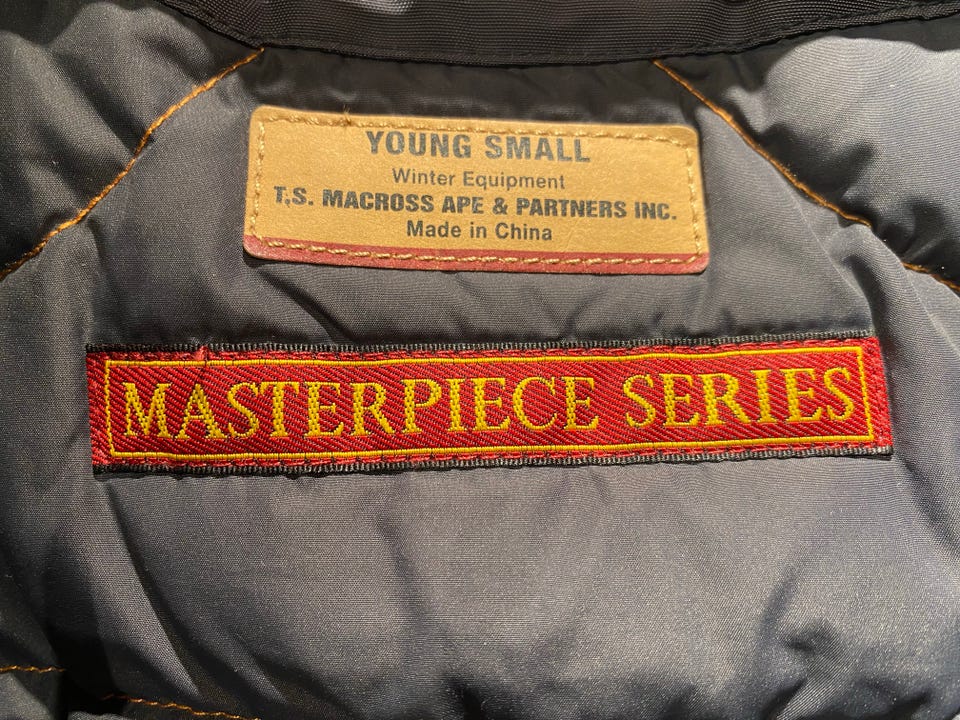 YOUNG SMALL
Winter Equipment
T.S. MACROSS APE & PARTNERS INC.
Made in China
MASTERPIECE SERIES